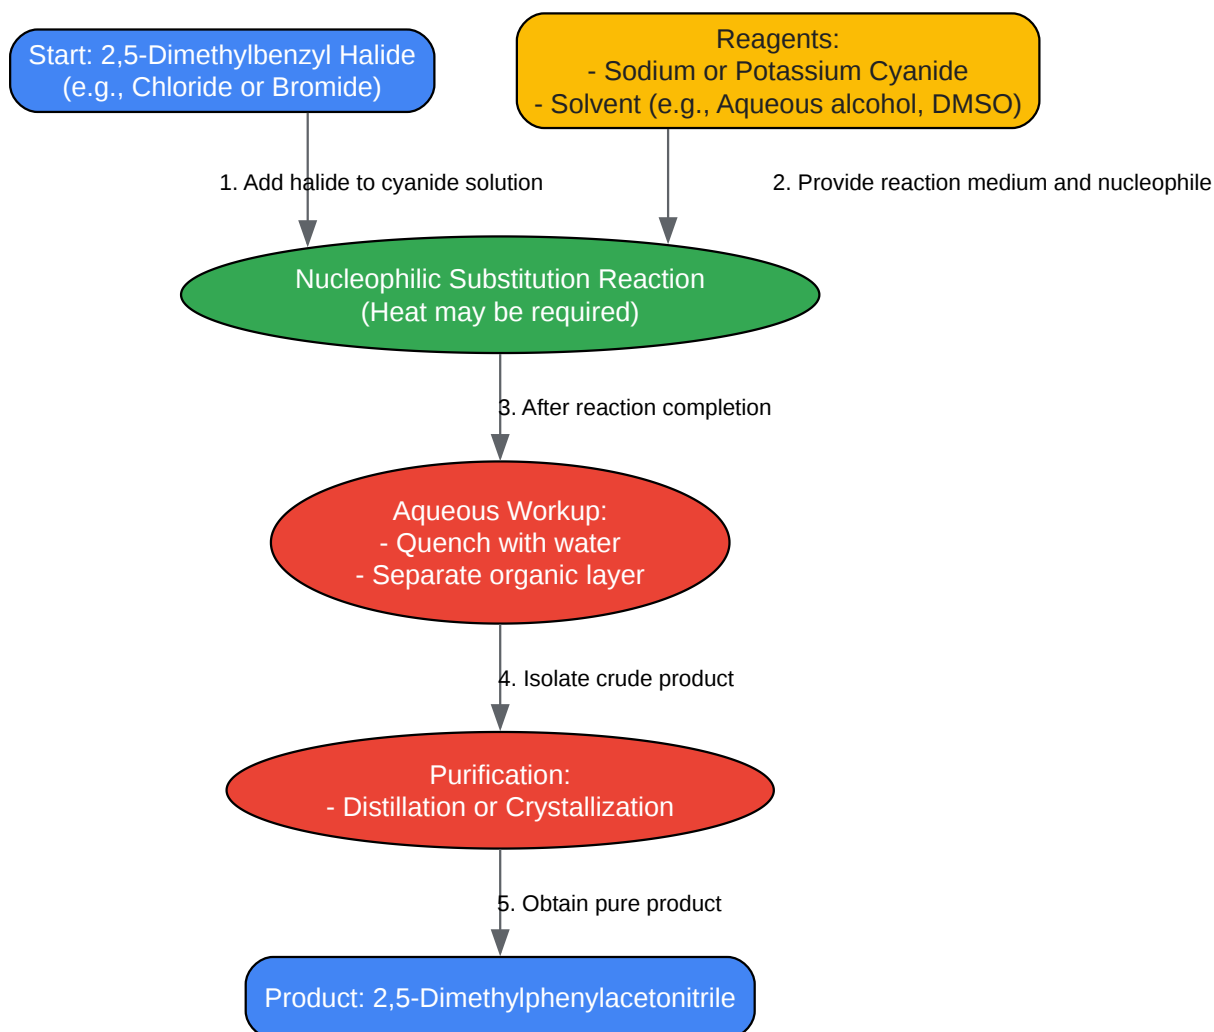 Start: 2,5-Dimethylbenzyl Halide
(e.g., Chloride or Bromide)
Reagents:
- Sodium or Potassium Cyanide
- Solvent (e.g., Aqueous alcohol, DMSO)
1. Add halide to cyanide solution
2. Provide reaction medium and nucleophile
Nucleophilic Substitution Reaction
(Heat may be required)
3. After reaction completion
Aqueous Workup:
- Quench with water
- Separate organic layer
4. Isolate crude product
Purification:
- Distillation or Crystallization
5. Obtain pure product
Product: 2,5-Dimethylphenylacetonitrile